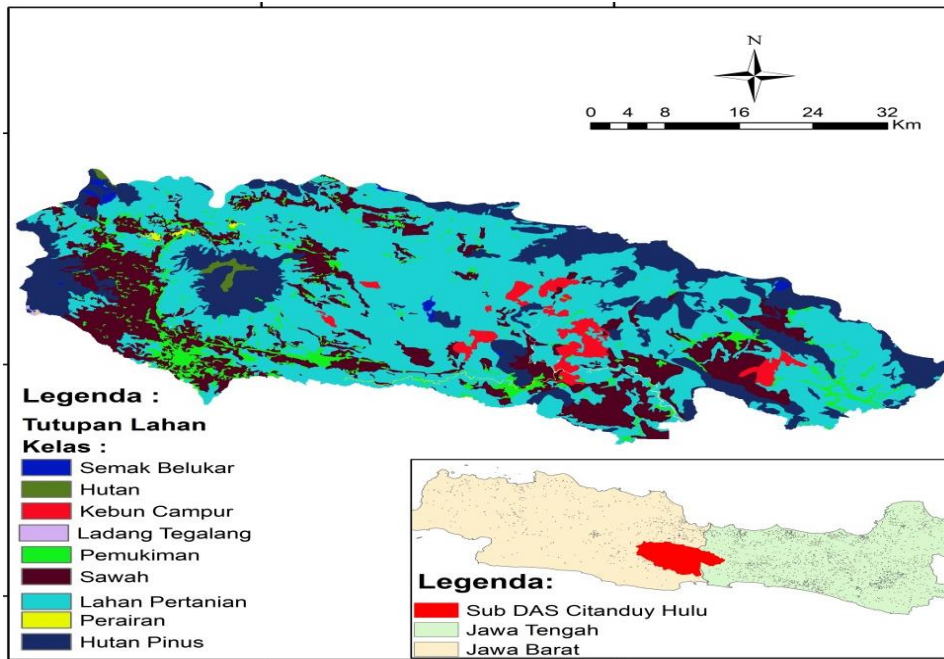 N
0 4 8 16 24 32
Km
Legenda :
Tutupan Lahan
Kelas :
Semak Belukar
Hutan
Kebun Campur
Ladang Tegalang
Pemukiman
Sawah
Lahan Pertanian
Perairan
Hutan Pinus
Legenda:
Sub DAS Citanduy Hulu
Jawa Tengah
Jawa Barat